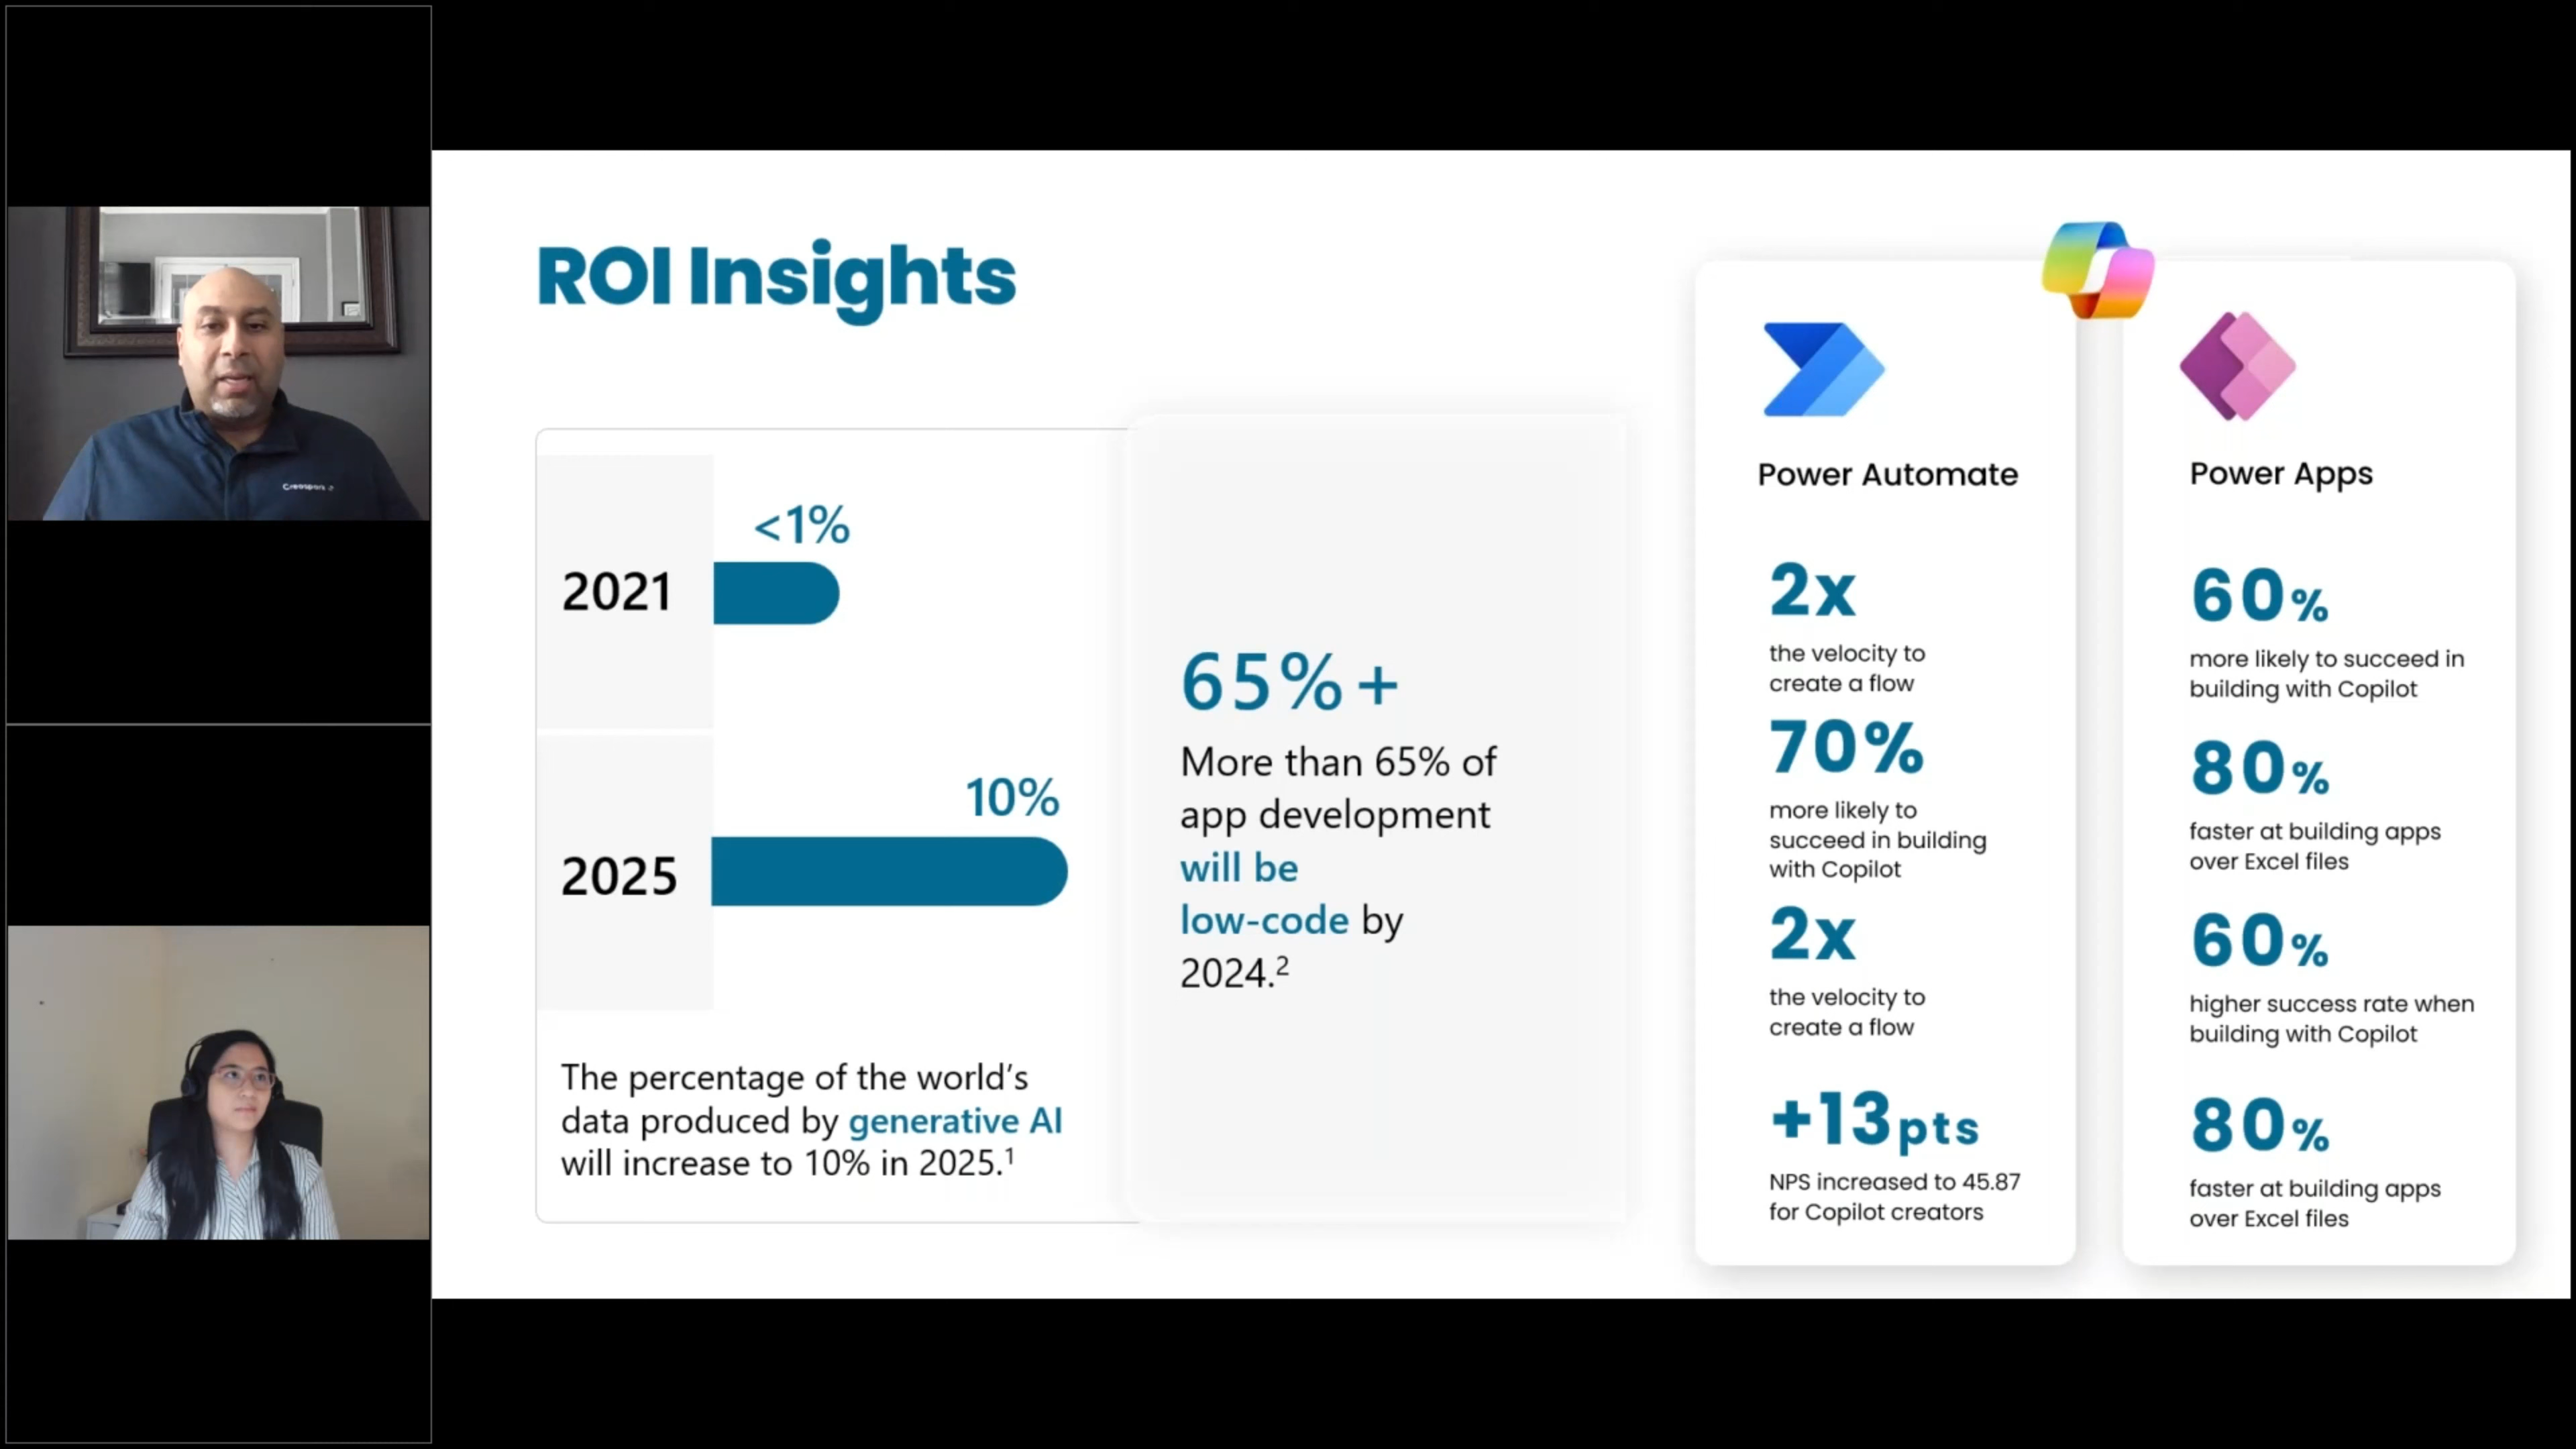 ROI Insights
2021
<1%
2025
10%
The percentage of the world's
data produced by generative AI
will increase to 10% in 2025.¹
65%+
More than 65% of
app development
will be
low-code by
2024.²
Power Automate
2x
the velocity to
create a flow
70%
more likely to
succeed in building
with Copilot
2x
the velocity to
create a flow
+13pts
NPS increased to 45.87
for Copilot creators
Power Apps
60%
more likely to succeed in
building with Copilot
80%
faster at building apps
over Excel files
60%
higher success rate when
building with Copilot
80%
faster at building apps
over Excel files